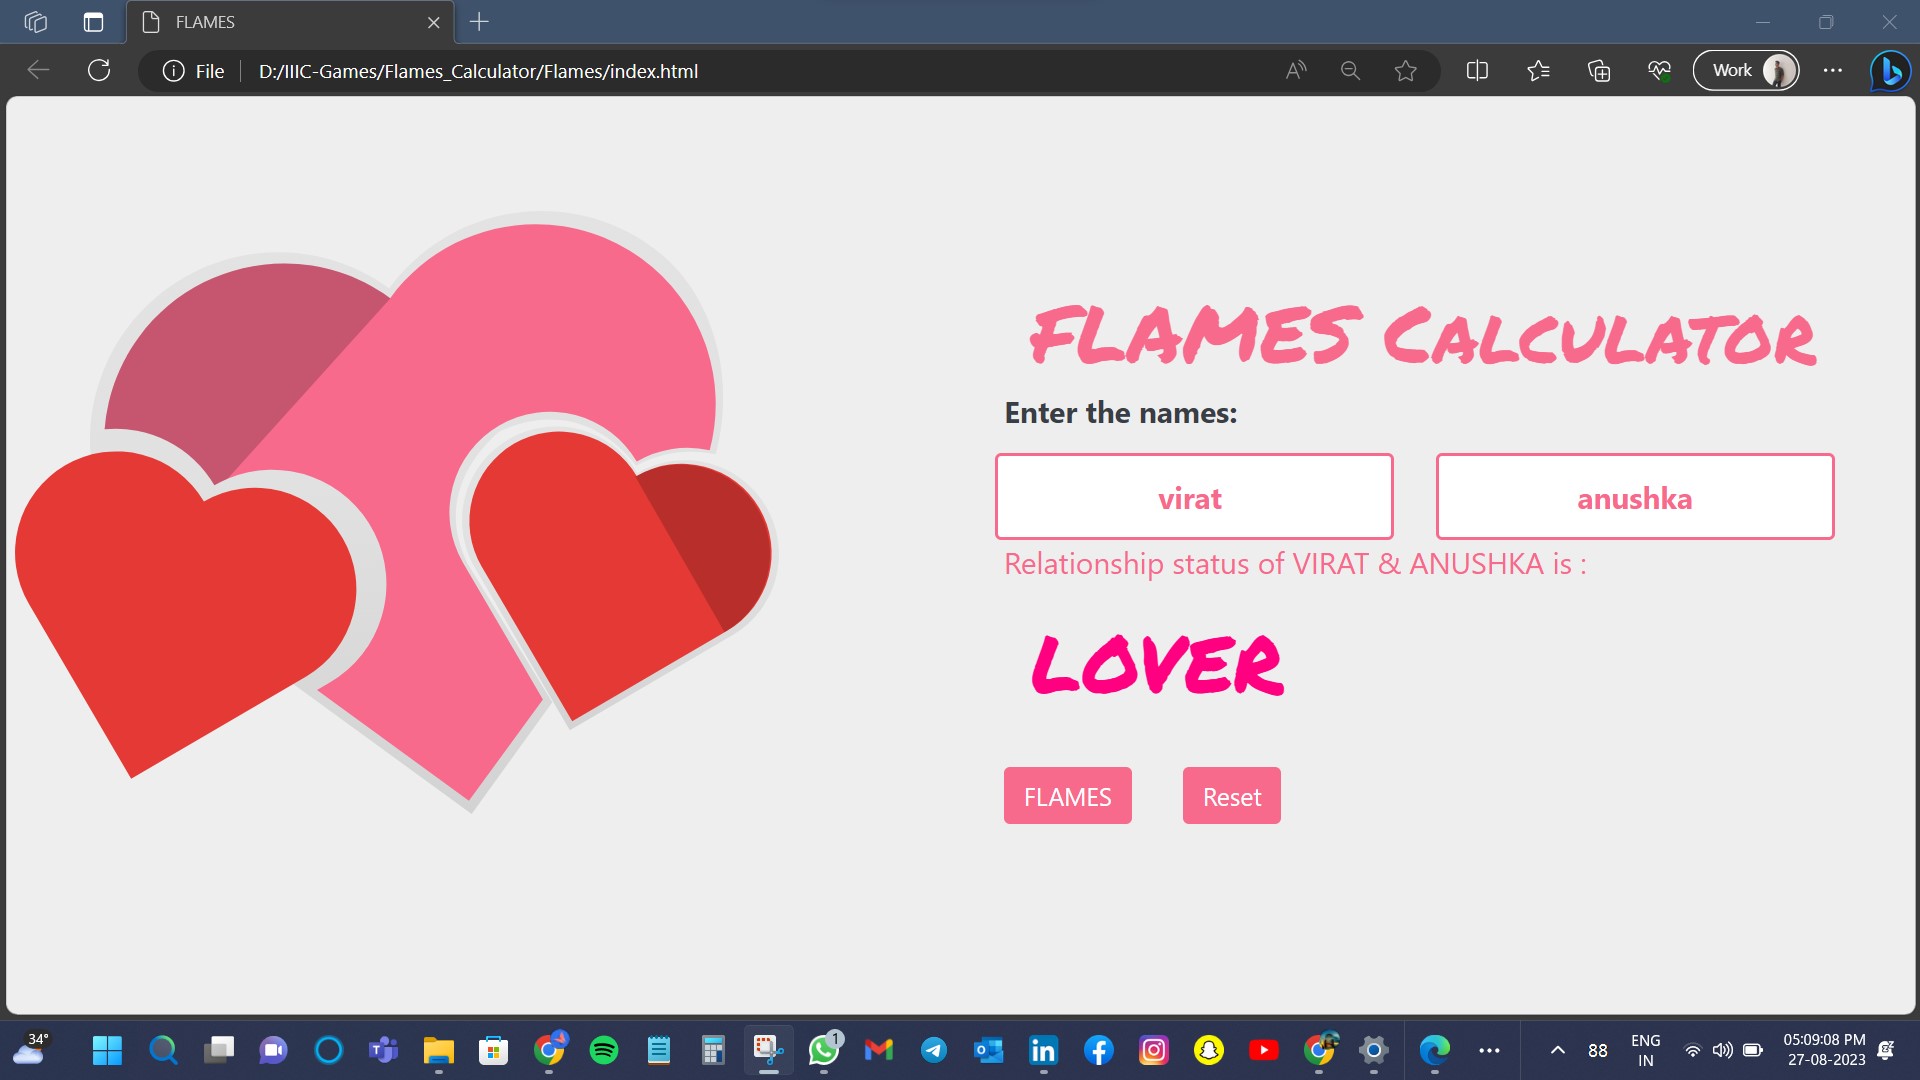 FLAMES
File
D:/IIIC-Games/Flames_Calculator/Flames/index.html
Work
FLAMES Calculator
Enter the names:
virat anushka
Relationship status of VIRAT & ANUSHKA is :
LOVER
FLAMES Reset
34°
1
88
ENG
IN
05:09:08 PM
27-08-2023